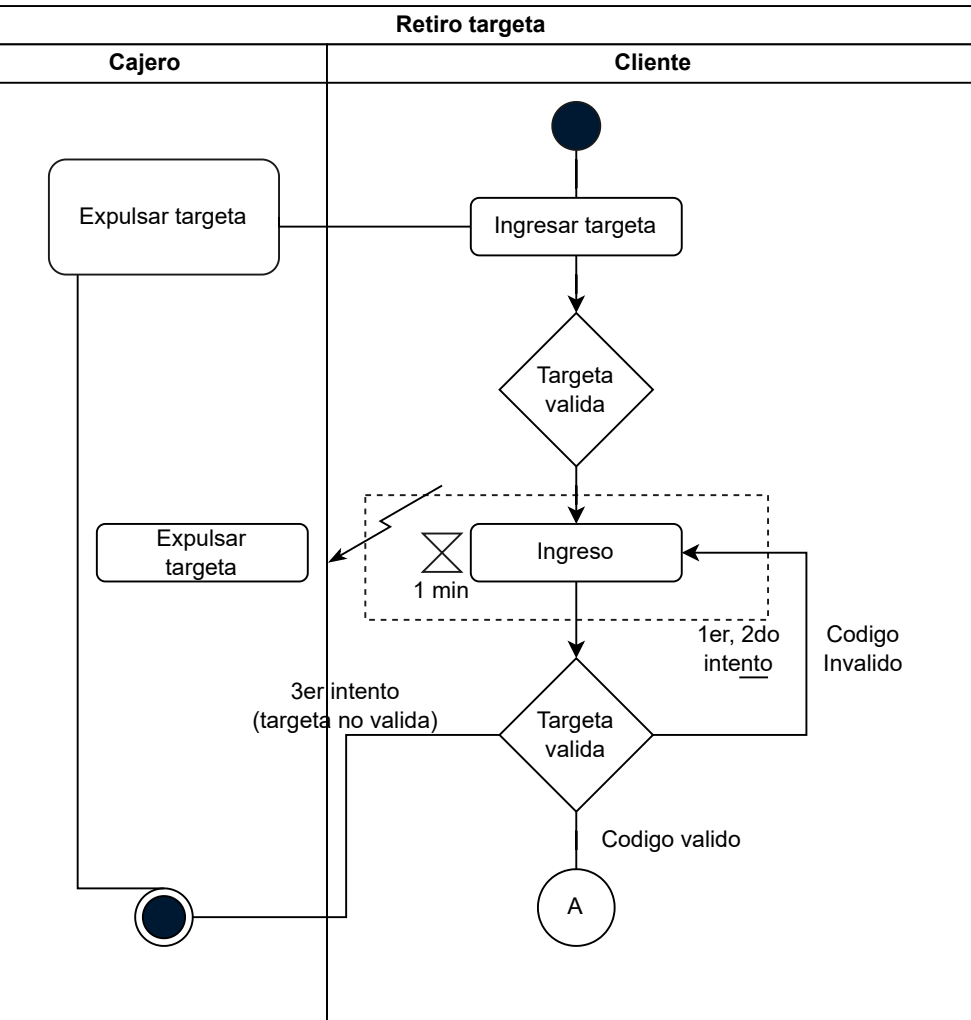 Retiro targeta
Cajero
Cliente
Expulsar targeta
Ingresar targeta
Targeta
valida
Expulsar
targeta
Ingreso
1 min
1er, 2do
intento
Codigo
Invalido
3er intento
(targeta no valida)
Targeta
valida
Codigo valido
A